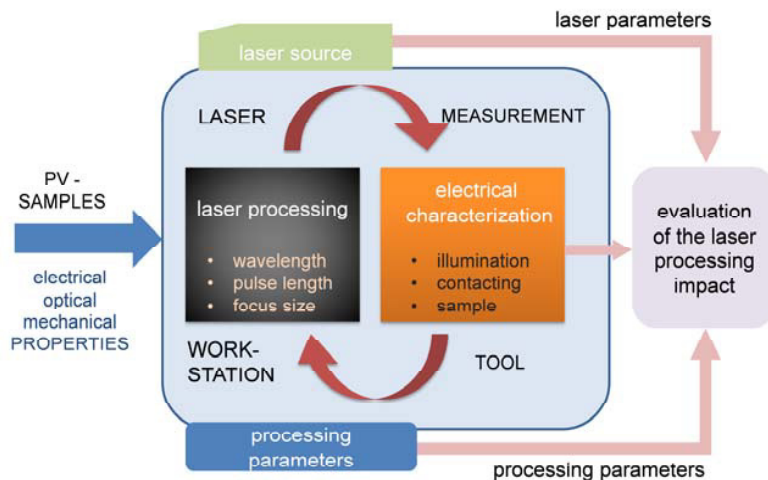 laser parameters
laser source
LASER
MEASUREMENT
PV -
SAMPLES
electrical
optical
mechanical
PROPERTIES
laser processing
• wavelength
• pulse length
• focus size
electrical
characterization
• illumination
• contacting
• sample
evaluation
of the laser
processing
impact
WORK-
STATION
TOOL
processing
parameters
processing parameters